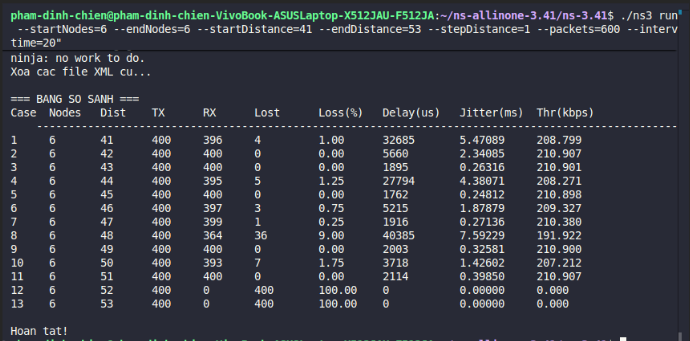 pham-dinh-chien@pham-dinh-chien-VivoBook-ASUSLaptop-X512JAU-F512JA:~/ns-allinone-3.41/ns-3.41$ ./ns3 run"
--startNodes=6 --endNodes=6 --startDistance=41 --endDistance=53 --stepDistance=1 --packets=600 --interv
time=20"
ninja: no work to do.
Xoa cac file XML cu...
=== BANG SO SANH ===
Case Nodes Dist TX RX Lost Loss(%) Delay(us) Jitter(ms) Thr(kbps)
--------------------------------------------------------------------------------
1 6 41 400 396 4 1.00 32685 5.47089 208.799
2 6 42 400 400 0 0.00 5660 2.34085 210.907
3 6 43 400 400 0 0.00 1895 0.26316 210.901
4 6 44 400 395 5 1.25 27794 4.38071 208.271
5 6 45 400 400 0 0.00 1762 0.24812 210.898
6 6 46 400 397 3 0.75 5215 1.87879 209.327
7 6 47 400 399 1 0.25 1916 0.27136 210.380
8 6 48 400 364 36 9.00 40385 7.59229 191.922
9 6 49 400 400 0 0.00 2003 0.32581 210.900
10 6 50 400 393 7 1.75 3718 1.42602 207.212
11 6 51 400 400 0 0.00 2114 0.39850 210.907
12 6 52 400 0 400 100.00 0 0.00000 0.000
13 6 53 400 0 400 100.00 0 0.00000 0.000
Hoan tat!